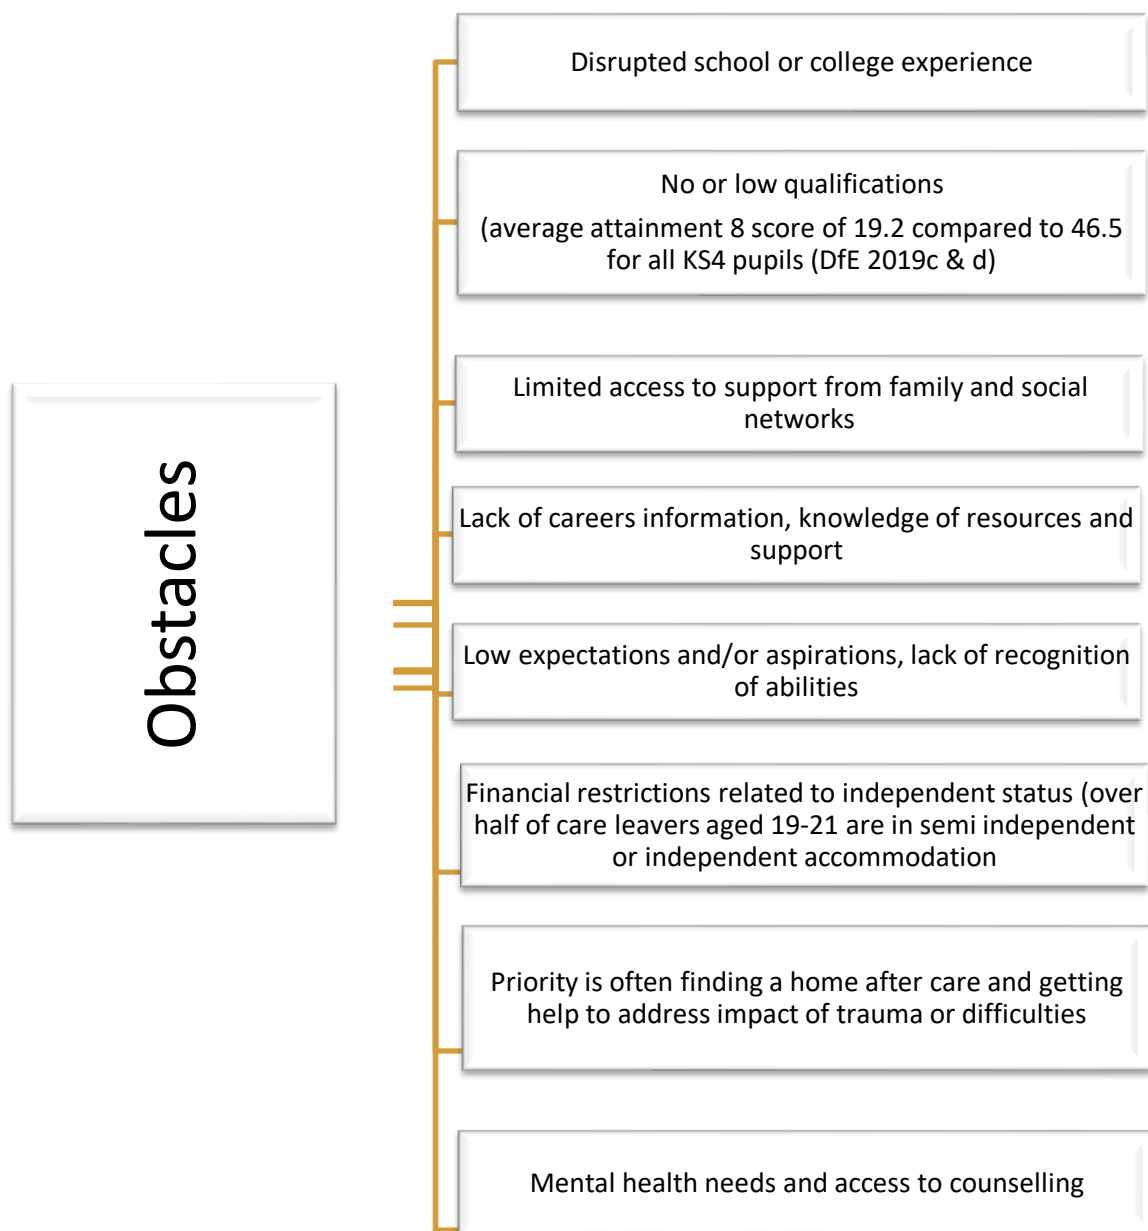 Obstacles
Disrupted school or college experience
No or low qualifications
(average attainment 8 score of 19.2 compared to 46.5
for all KS4 pupils (DfE 2019c & d)
Limited access to support from family and social
networks
Lack of careers information, knowledge of resources and
support
Low expectations and/or aspirations, lack of recognition
of abilities
Financial restrictions related to independent status (over
half of care leavers aged 19-21 are in semi independent
or independent accommodation
Priority is often finding a home after care and getting
help to address impact of trauma or difficulties
Mental health needs and access to counselling